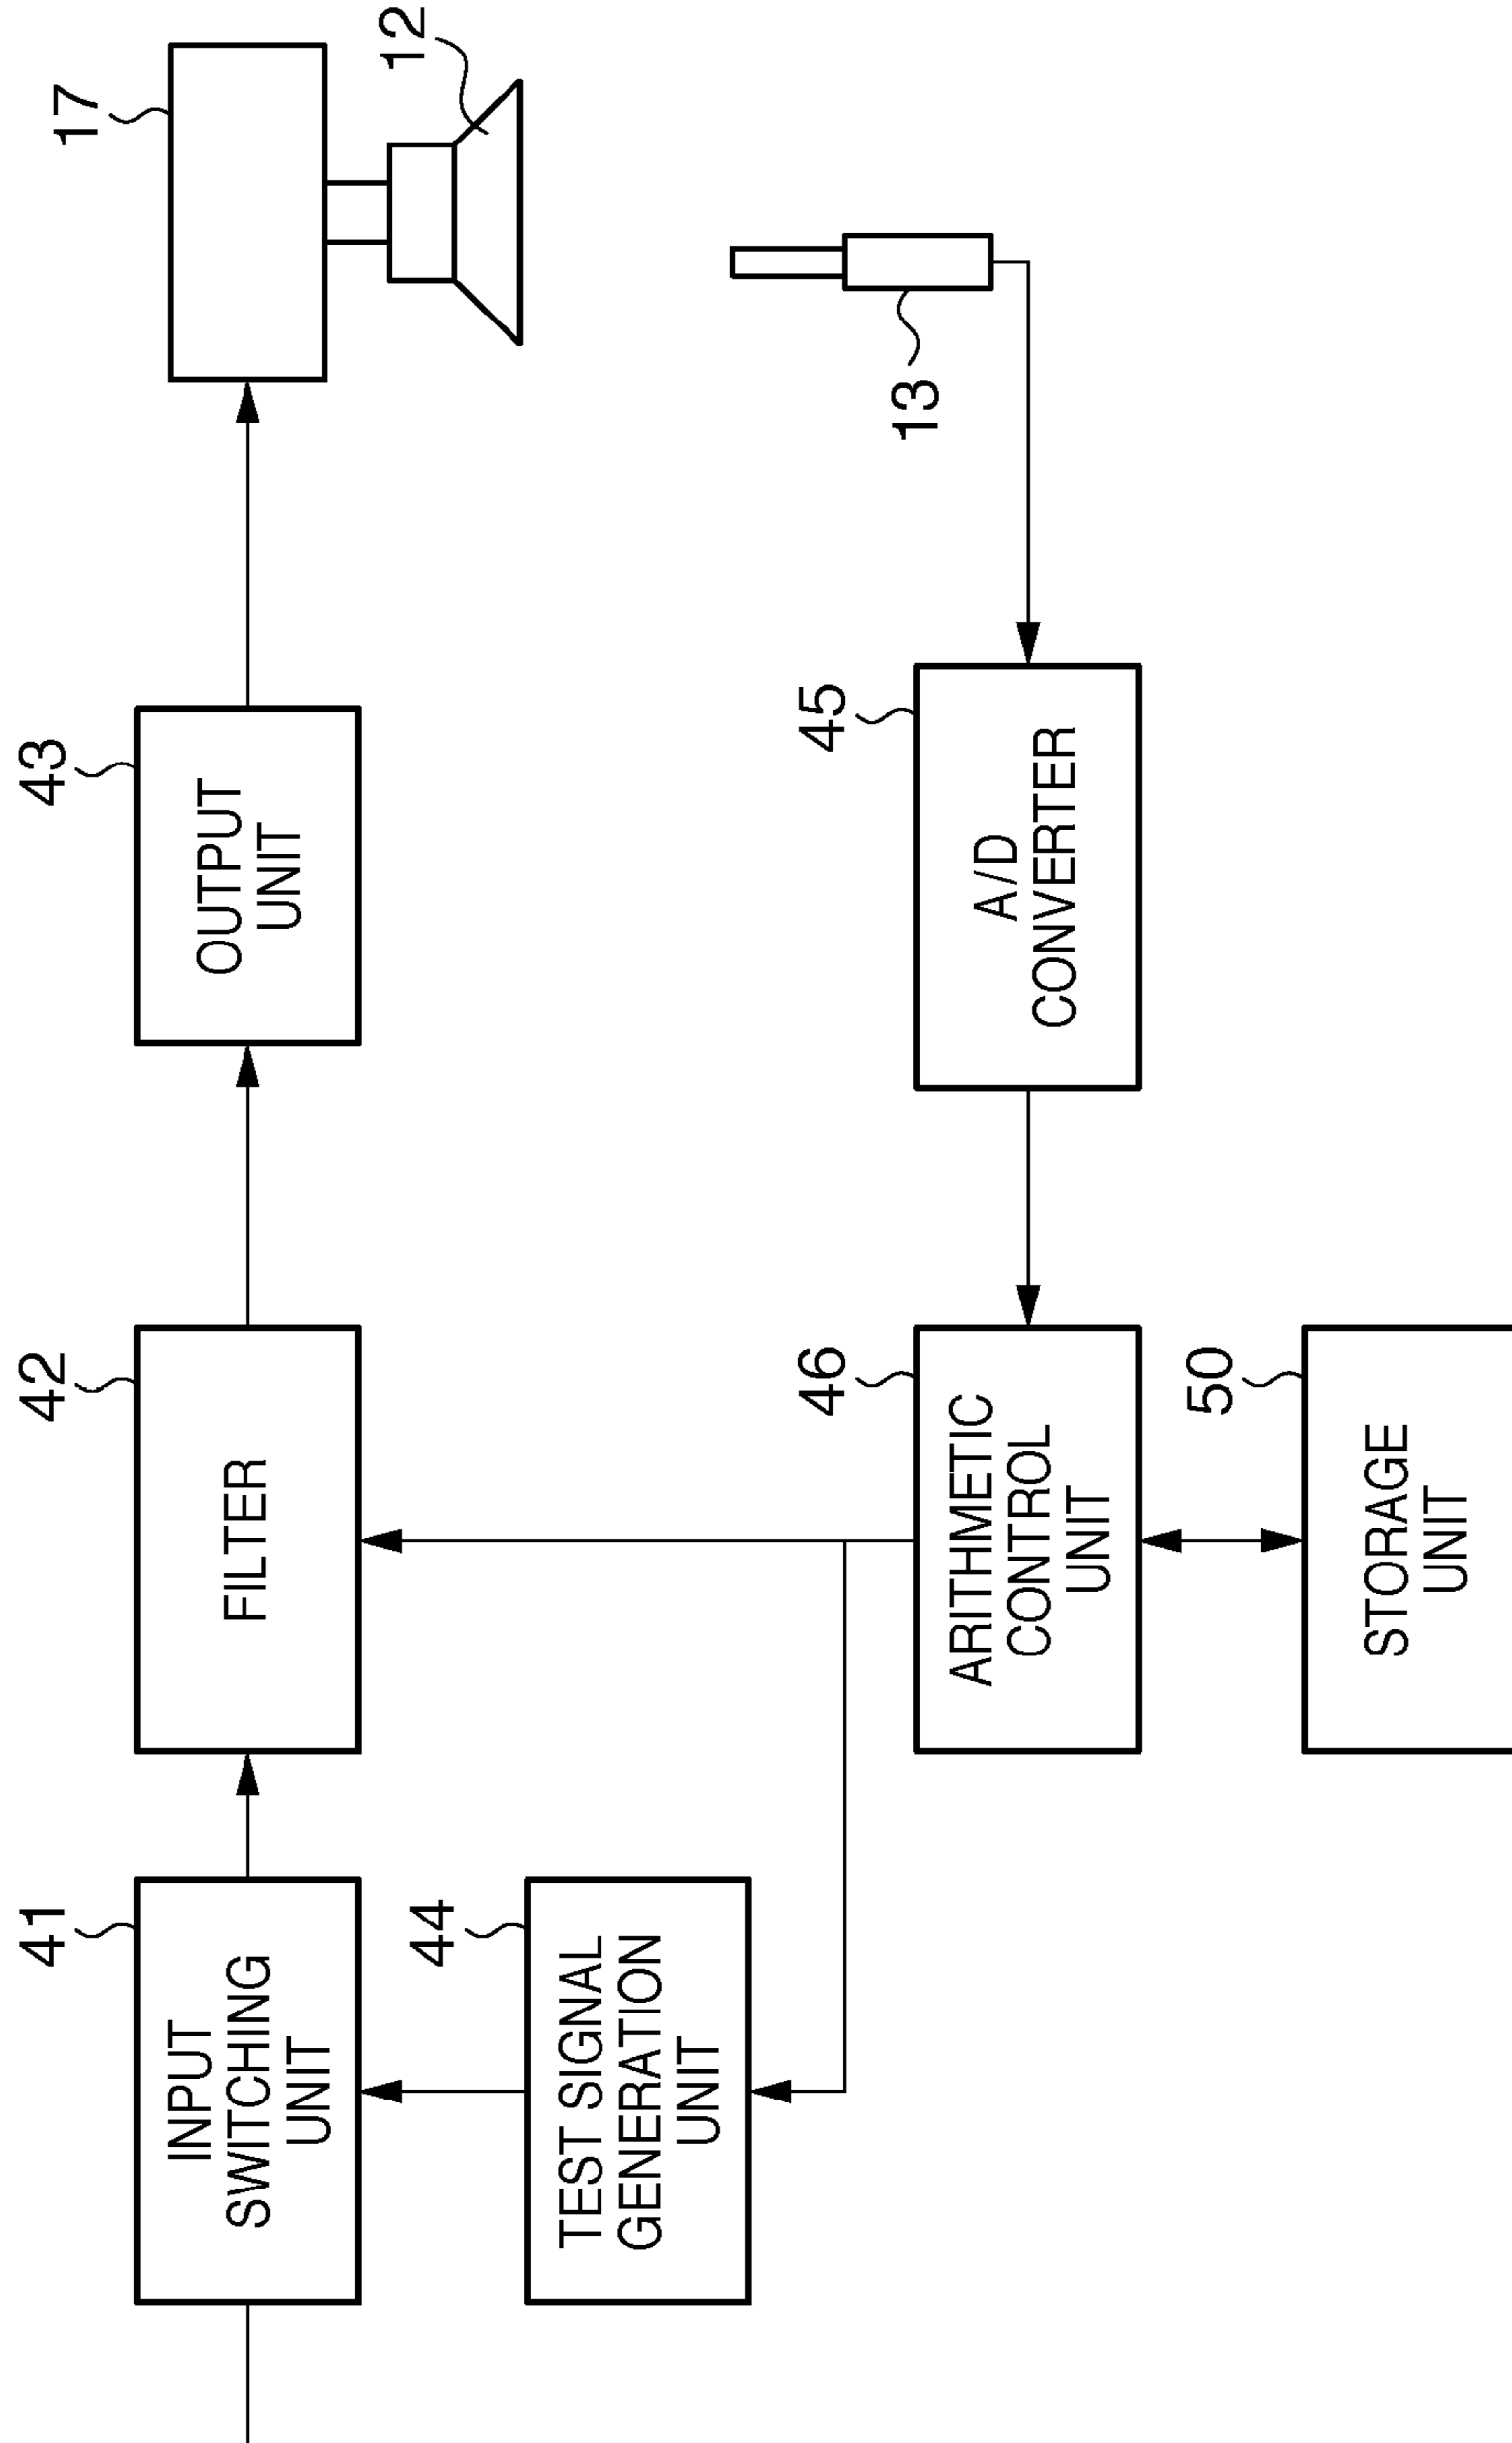 41
INPUT
SWITCHING
UNIT
42
FILTER
43
OUTPUT
UNIT
17
12
44
TEST SIGNAL
GENERATION
UNIT
13
46
ARITHMETIC
CONTROL
UNIT
45
A/D
CONVERTER
50
STORAGE
UNIT